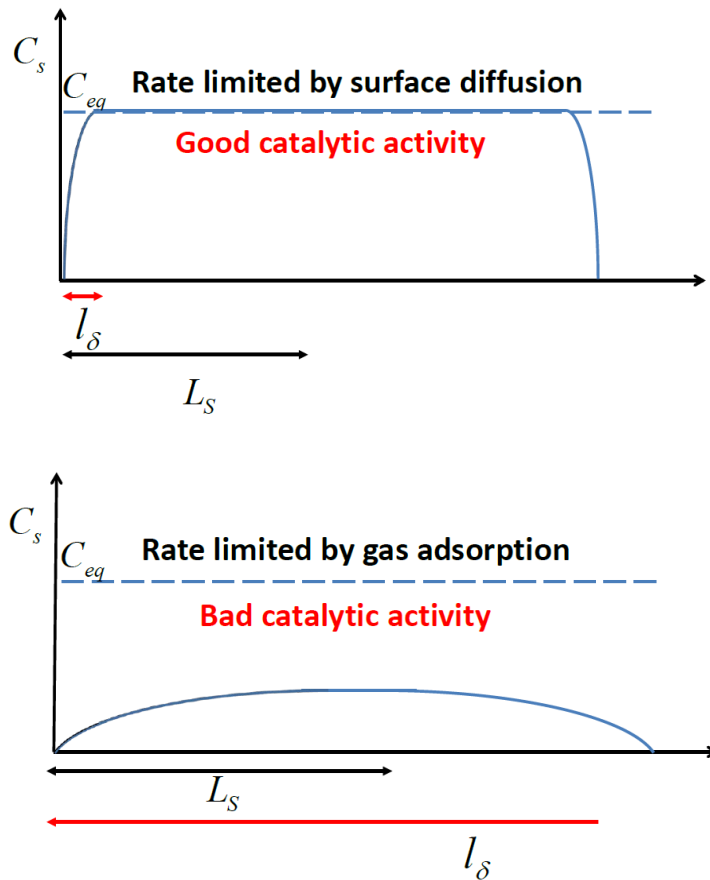 C_s
C_eq
Rate limited by surface diffusion
Good catalytic activity
l_δ
L_S
C_s
C_eq
Rate limited by gas adsorption
Bad catalytic activity
L_S
l_δ